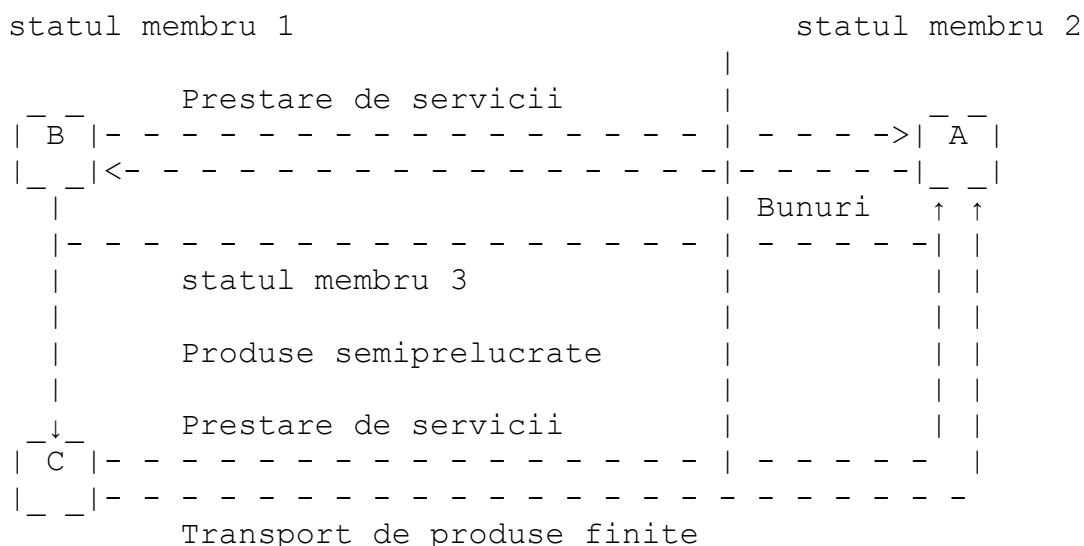 statul membru 1 statul membru 2
Prestare de servicii
B A
Bunuri
statul membru 3
Produse semiprelucrate
Prestare de servicii
C
Transport de produse finite